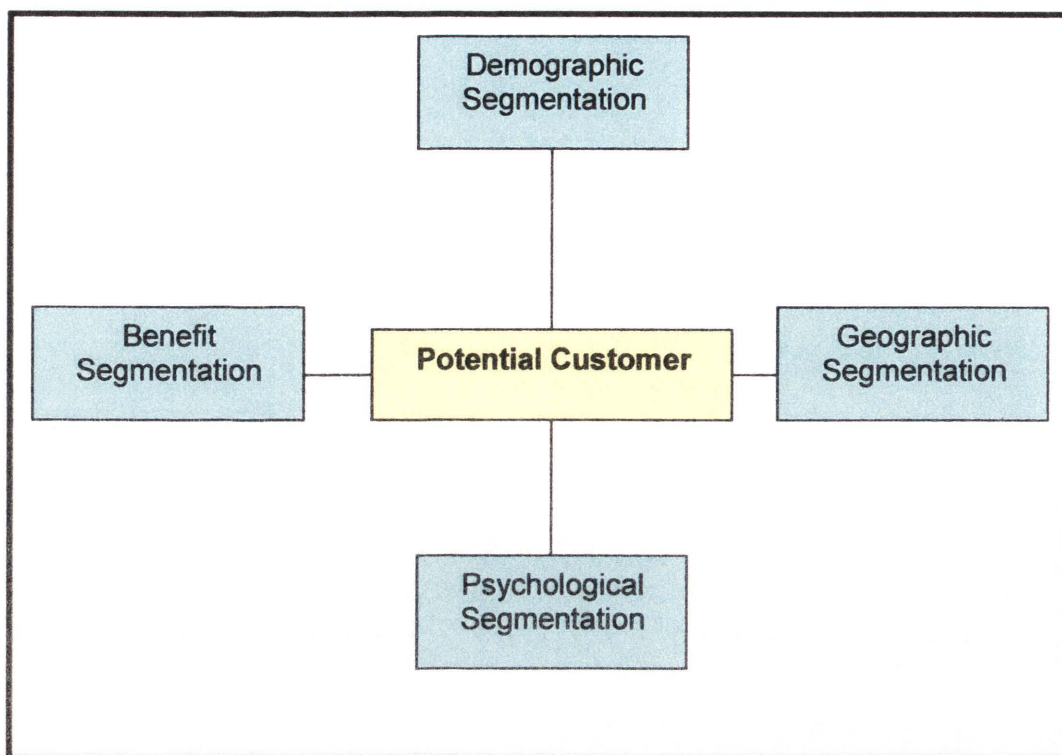 Demographic
Segmentation
Benefit
Segmentation
Potential Customer
Geographic
Segmentation
Psychological
Segmentation